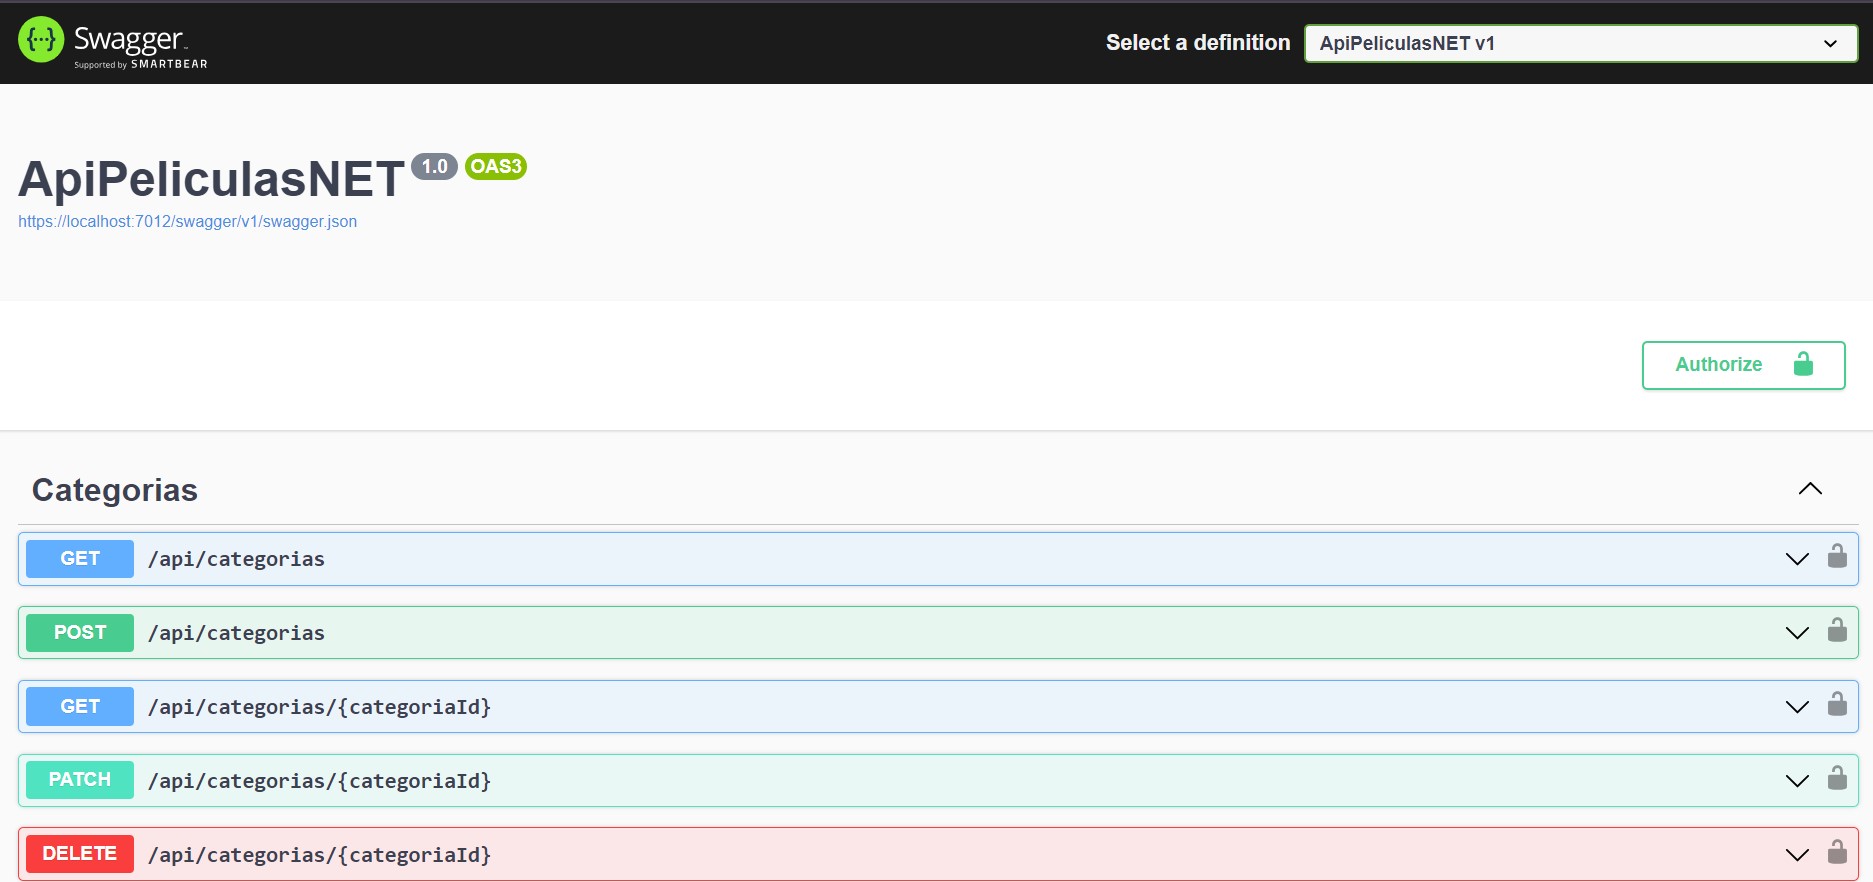 Swagger
Supported by SMARTBEAR
Select a definition
ApiPeliculasNET v1
ApiPeliculasNET 1.0 OAS3
https://localhost:7012/swagger/v1/swagger.json
Authorize
Categorias
GET /api/categorias
POST /api/categorias
GET /api/categorias/{categoriaId}
PATCH /api/categorias/{categoriaId}
DELETE /api/categorias/{categoriaId}